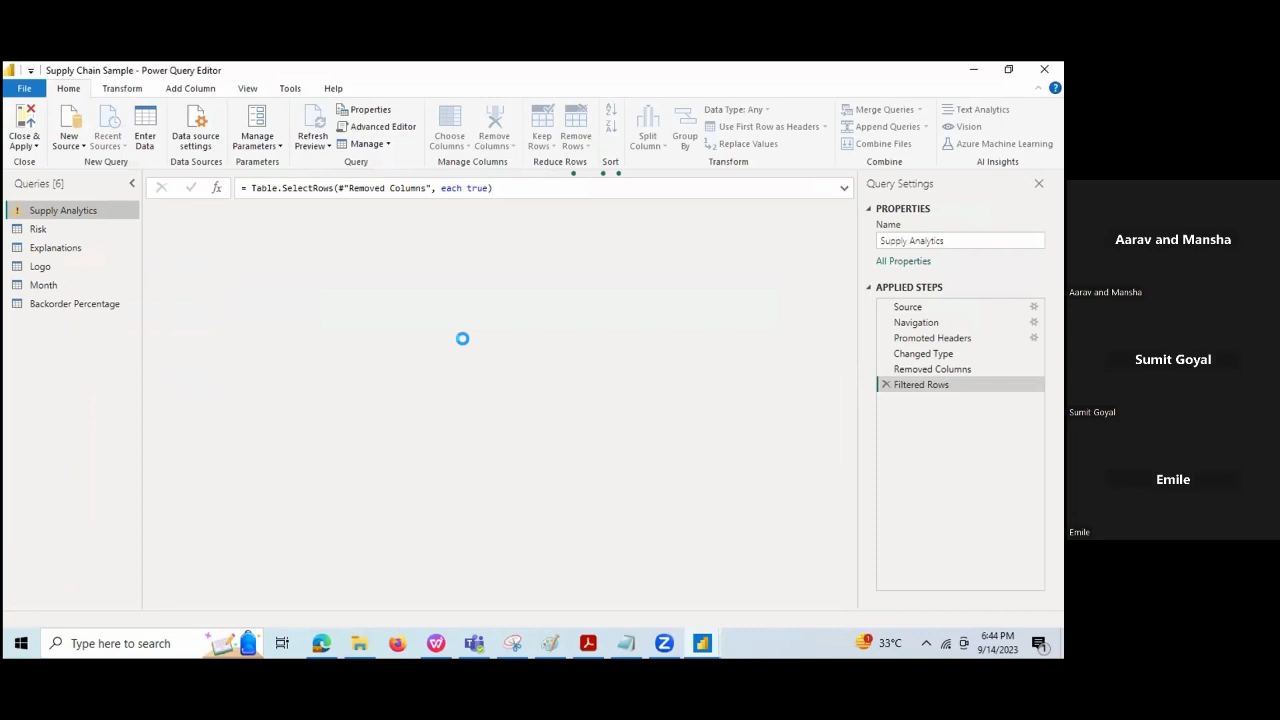 Supply Chain Sample - Power Query Editor
File Home Transform Add Column View Tools Help
Close & Apply
Close
New Source
Recent Sources
Enter Data
New Query
Data source settings
Data Sources
Manage Parameters
Parameters
Refresh Preview
Properties
Advanced Editor
Manage
Query
Choose Columns
Remove Columns
Manage Columns
Keep Rows
Remove Rows
Reduce Rows
Sort
Split Column
Group By
Data Type: Any
Use First Row as Headers
Replace Values
Transform
Merge Queries
Append Queries
Combine Files
Combine
Text Analytics
Vision
Azure Machine Learning
AI Insights
Queries [6]
Supply Analytics
Risk
Explanations
Logo
Month
Backorder Percentage
fx
= Table.SelectRows(#"Removed Columns", each true)
Query Settings
PROPERTIES
Name
Supply Analytics
All Properties
APPLIED STEPS
Source
Navigation
Promoted Headers
Changed Type
Removed Columns
Filtered Rows
Aarav and Mansha
Aarav and Mansha
Sumit Goyal
Sumit Goyal
Emile
Emile
Type here to search
33°C
6:44 PM
9/14/2023
1